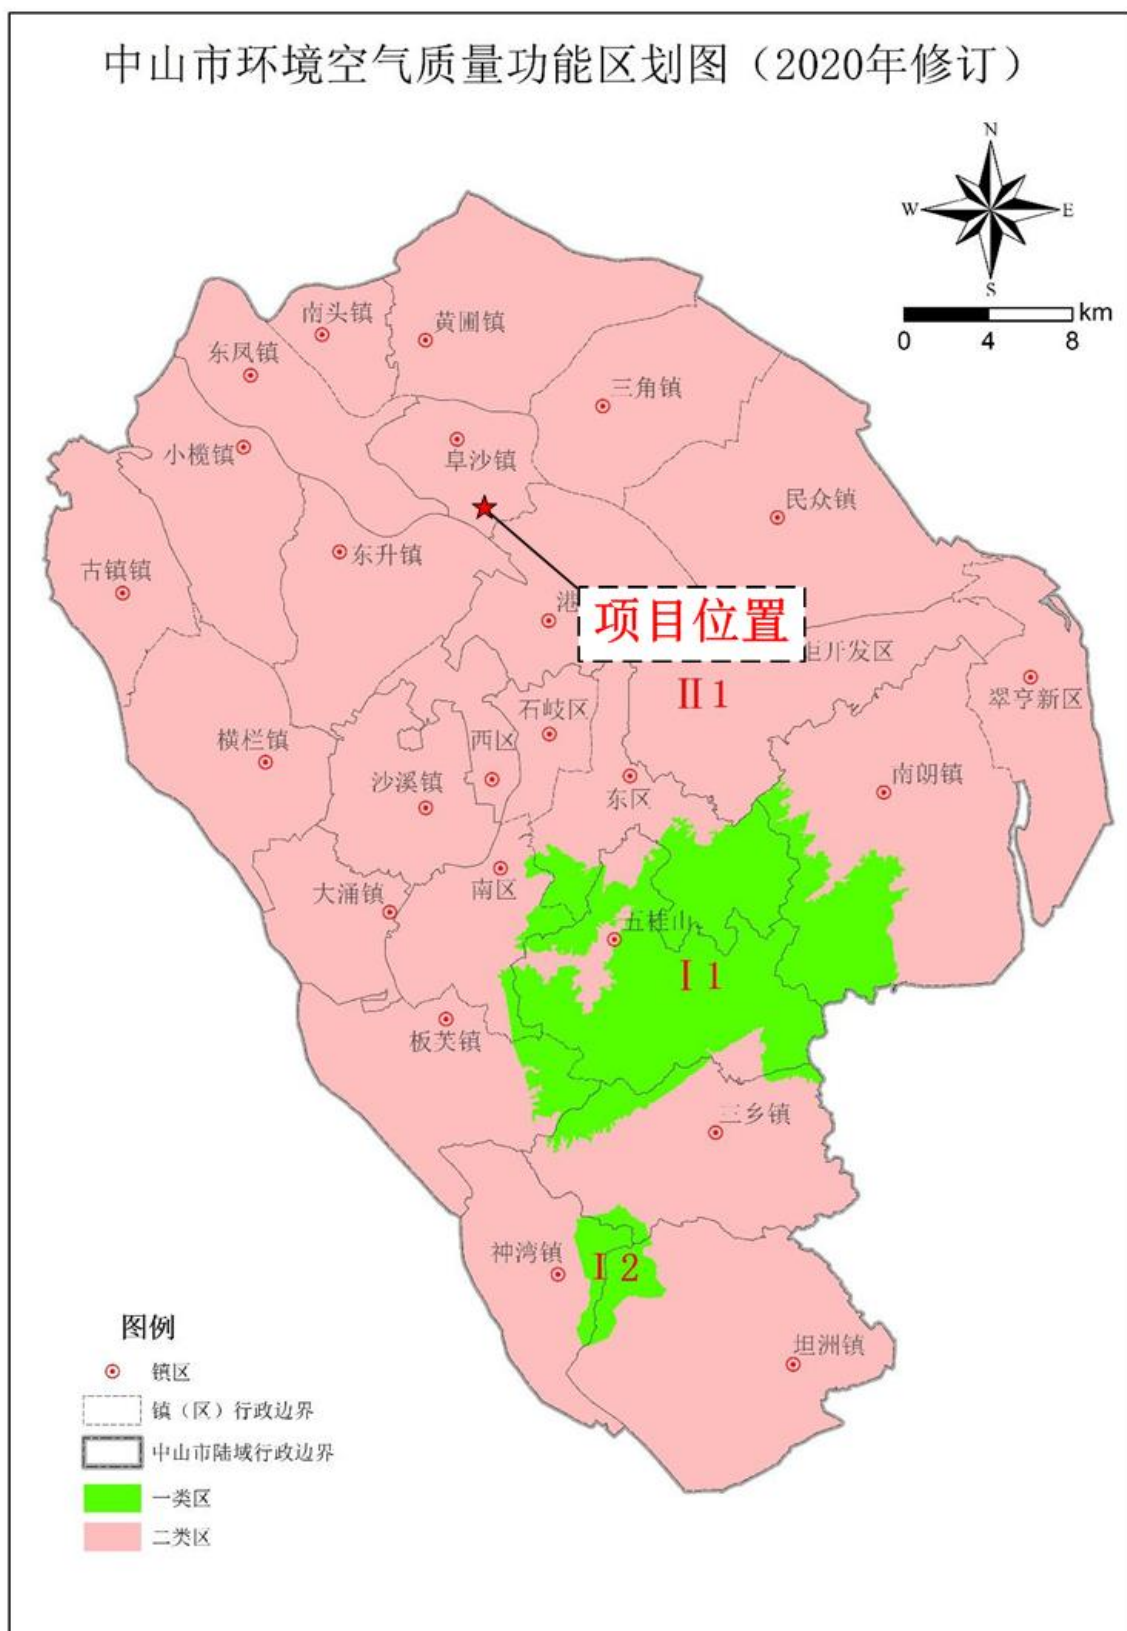 中山市环境空气质量功能区划图（2020年修订）
N
W
E
S
km
0
4
8
南头镇
黄圃镇
东凤镇
三角镇
小榄镇
阜沙镇
民众镇
东升镇
古镇镇
港
项目位置
开发区
翠亨新区
II 1
石岐区
横栏镇
西区
沙溪镇
东区
南朗镇
南区
大涌镇
五桂山
I 1
板芙镇
三乡镇
神湾镇
I 2
坦洲镇
图例
镇区
镇（区）行政边界
中山市陆域行政边界
一类区
二类区